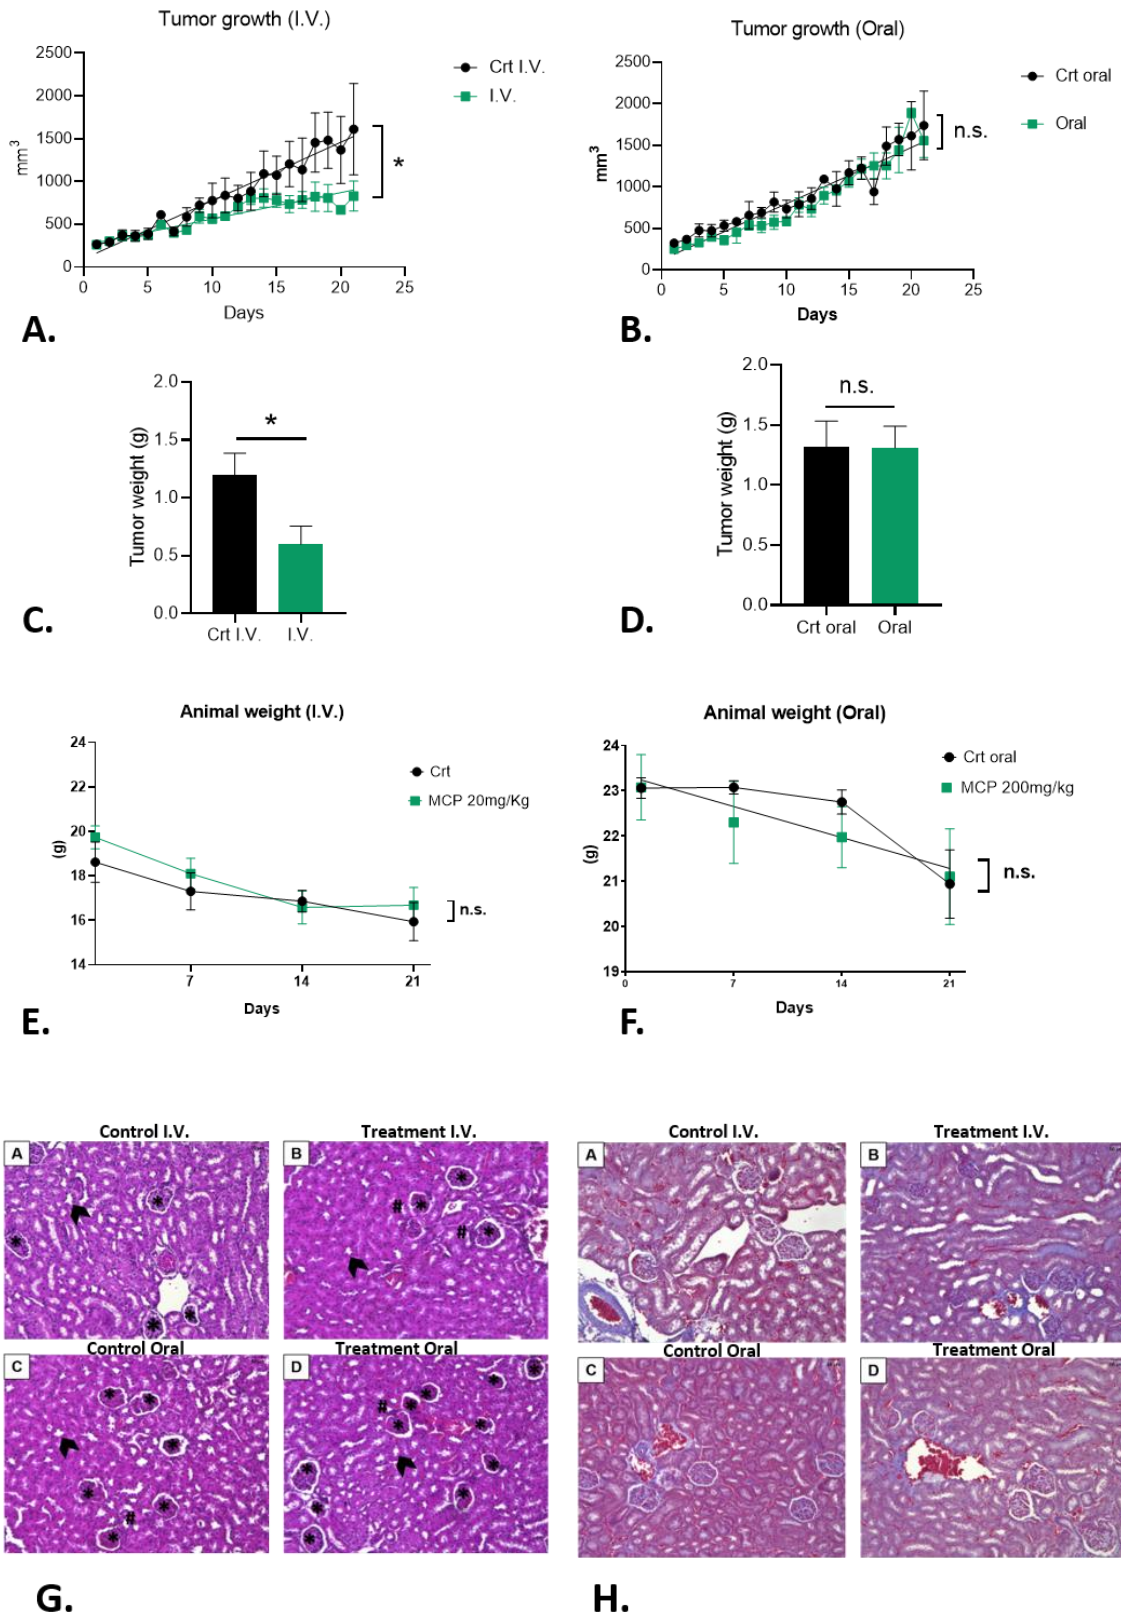 Tumor growth (I.V.)
2500
2000
1500
1000
500
0
mm³
0 5 10 15 20 25
Days
Crt I.V.
I.V.
*
A.
Tumor growth (Oral)
2500
2000
1500
1000
500
0
mm³
0 5 10 15 20 25
Days
Crt oral
Oral
n.s.
B.
2.0
1.5
1.0
0.5
0.0
Tumor weight (g)
*
Crt I.V. I.V.
C.
2.0
1.5
1.0
0.5
0.0
Tumor weight (g)
n.s.
Crt oral Oral
D.
Animal weight (I.V.)
24
22
20
18
16
14
(g)
7 14 21
Days
Crt
MCP 20mg/Kg
n.s.
E.
Animal weight (Oral)
24
23
22
21
20
19
(g)
0 7 14 21
Days
Crt oral
MCP 200mg/kg
n.s.
F.
Control I.V. Treatment I.V.
A B
* * * * * * * # #
Control Oral Treatment Oral
C D
* * * * * * # # * * * * * * * * * *
G.
Control I.V. Treatment I.V.
A B
Control Oral Treatment Oral
C D
H.